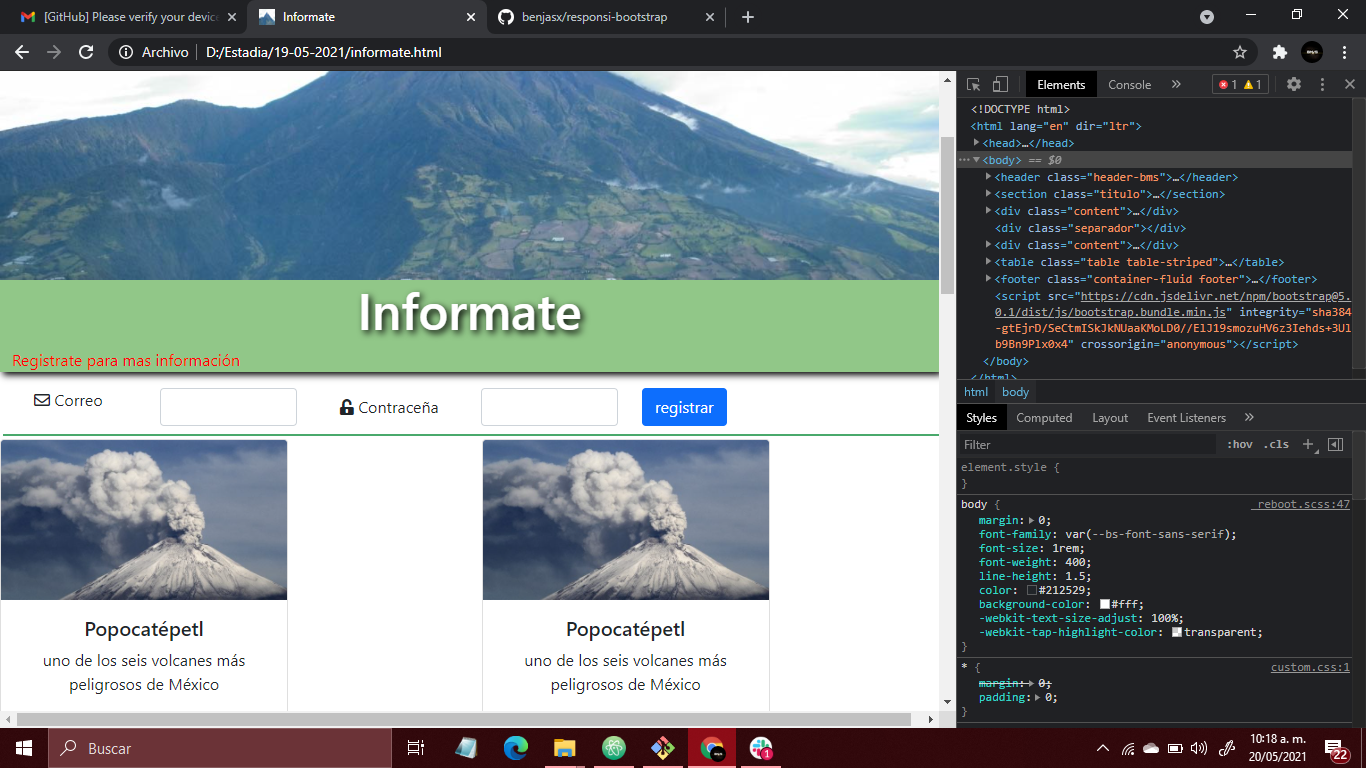 [GitHub] Please verify your device
Informate
benjasx/responsi-bootstrap
Archivo
D:/Estadia/19-05-2021/informate.html
Informate
Registrate para mas información
Correo
Contraceña
registrar
Popocatépetl
uno de los seis volcanes más
peligrosos de México
Popocatépetl
uno de los seis volcanes más
peligrosos de México
Elements
Console
»
1
1
<!DOCTYPE html>
<html lang="en" dir="ltr">
<head>…</head>
<body> == $0
<header class="header-bms">…</header>
<section class="titulo">…</section>
<div class="content">…</div>
<div class="separador"></div>
<div class="content">…</div>
<table class="table table-striped">…</table>
<footer class="container-fluid footer">…</footer>
<script src="https://cdn.jsdelivr.net/npm/bootstrap@5.
0.1/dist/js/bootstrap.bundle.min.js" integrity="sha384
-gtEjrD/SeCtmISkJkNUaaKMoLD0//ElJ19smozuHV6z3Iehds+3Ul
b9Bn9Plx0x4" crossorigin="anonymous"></script>
</body>
</html>
html
body
Styles
Computed
Layout
Event Listeners
»
Filter
:hov
.cls
element.style {
}
body {
_reboot.scss:47
margin: 0;
font-family: var(--bs-font-sans-serif);
font-size: 1rem;
font-weight: 400;
line-height: 1.5;
color: #212529;
background-color: #fff;
-webkit-text-size-adjust: 100%;
-webkit-tap-highlight-color: transparent;
}
* {
custom.css:1
margin: 0;
padding: 0;
}
Buscar
1
10:18 a. m.
20/05/2021
22